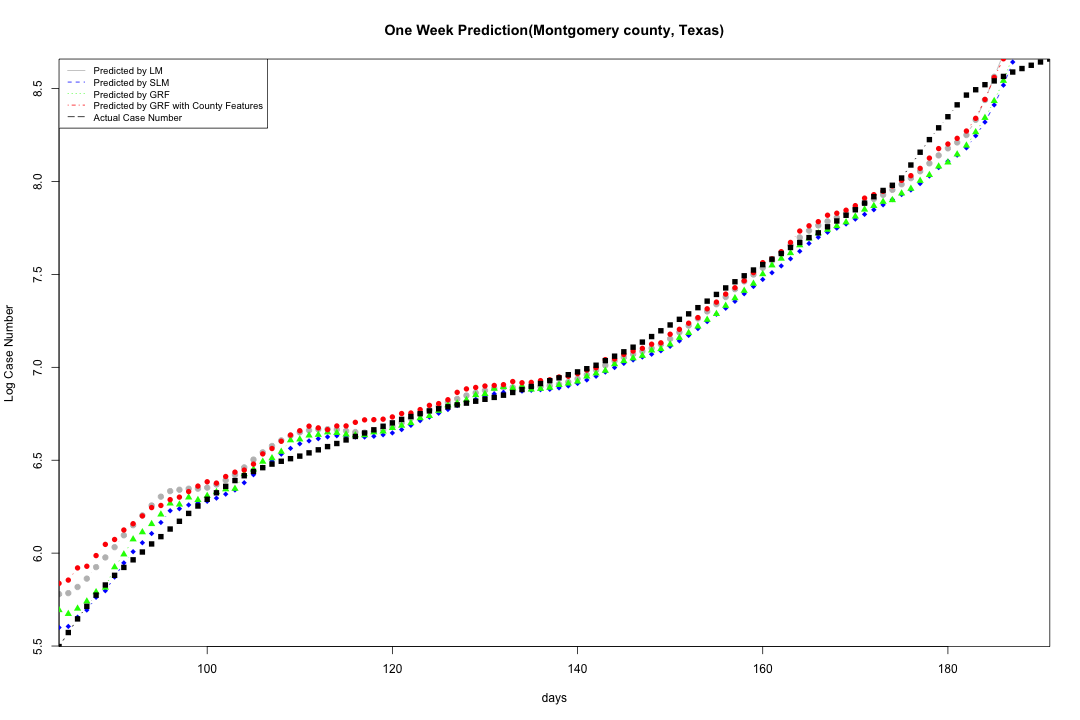 One Week Prediction(Montgomery county, Texas)
Predicted by LM
Predicted by SLM
Predicted by GRF
Predicted by GRF with County Features
Actual Case Number
Log Case Number
8.5
8.0
7.5
7.0
6.5
6.0
5.5
100 120 140 160 180
days